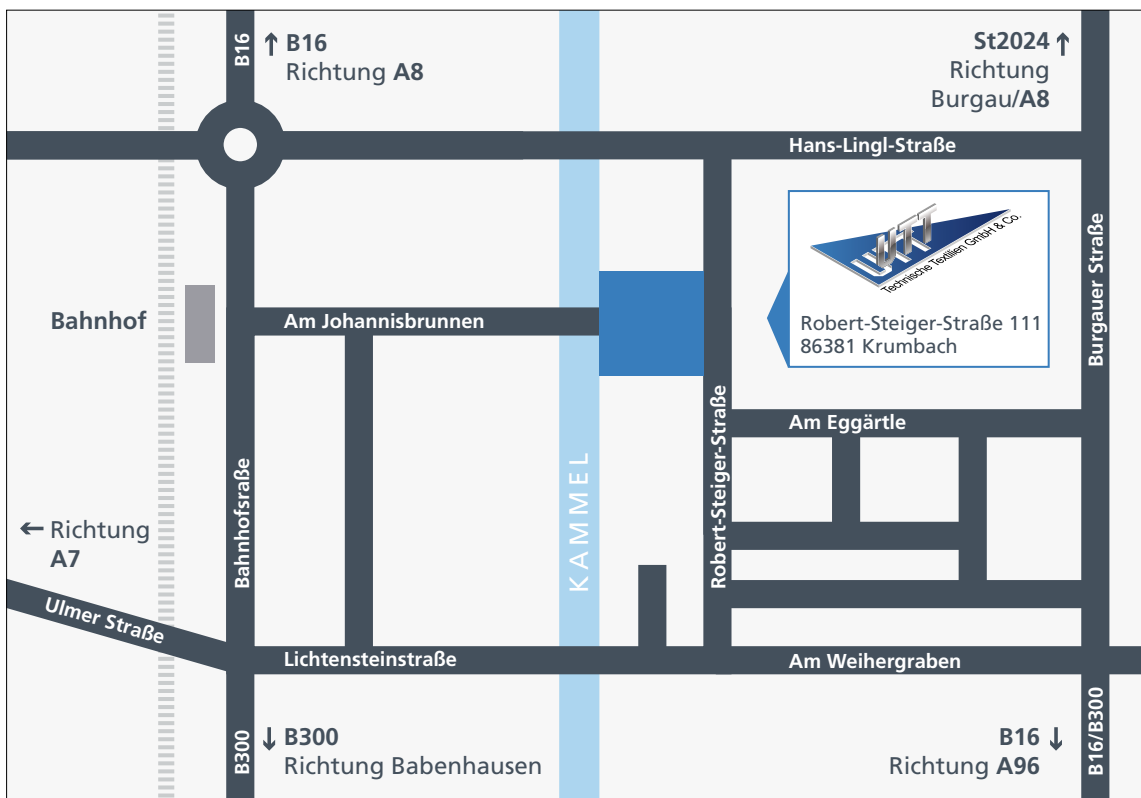 B16
B16
Richtung A8
St2024
Richtung
Burgau/A8
Hans-Lingl-Straße
UTT
Technische Textilien GmbH & Co.
Robert-Steiger-Straße 111
86381 Krumbach
Burgauer Straße
Bahnhof
Am Johannisbrunnen
Am Eggärtle
Robert-Steiger-Straße
KAMMEL
Bahnhofsraße
Richtung
A7
Ulmer Straße
Lichtensteinstraße
Am Weihergraben
B300
B300
Richtung Babenhausen
B16
Richtung A96
B16/B300